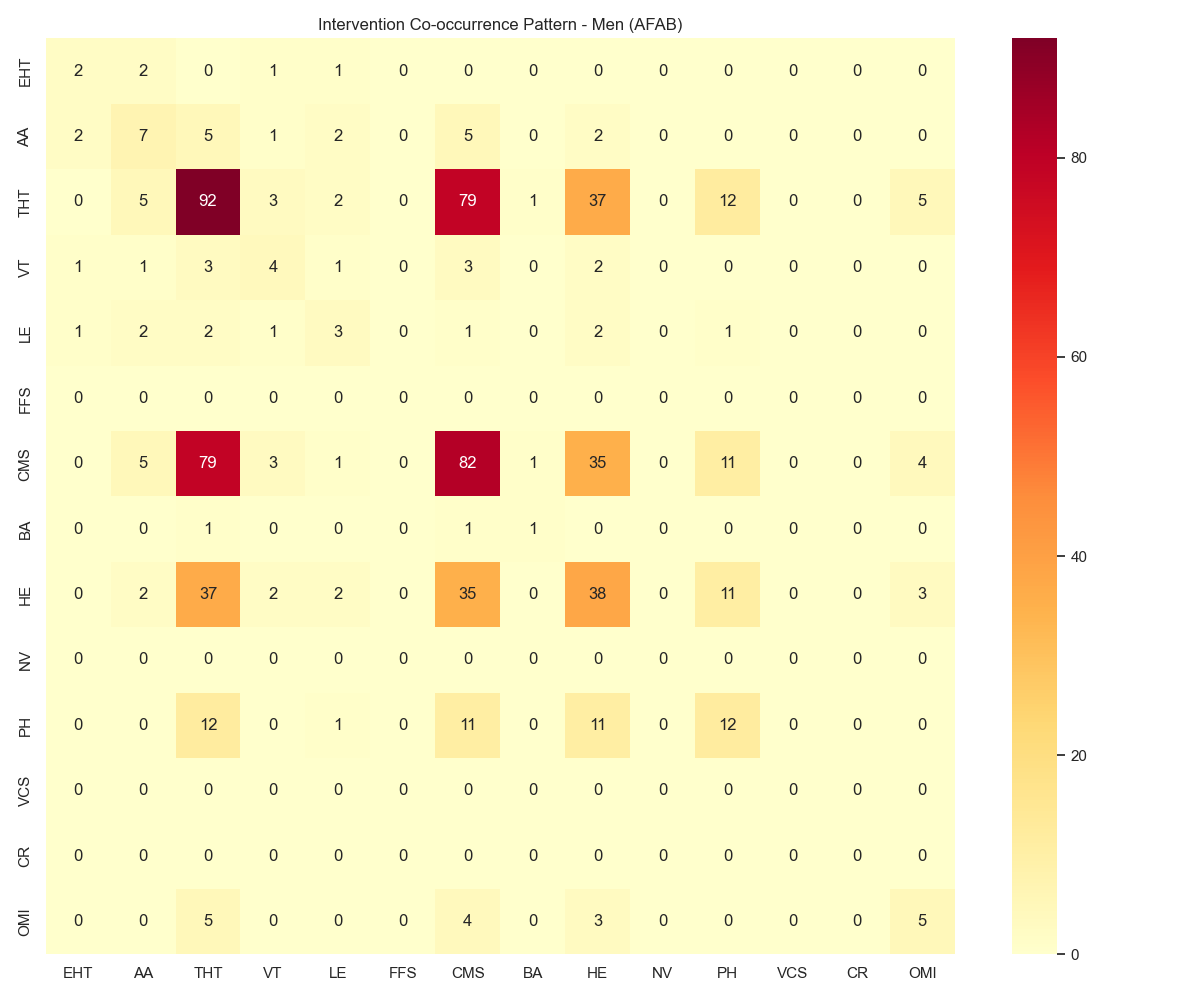 Intervention Co-occurrence Pattern - Men (AFAB)
EHT 2 2 0 1 1 0 0 0 0 0 0 0 0 0
AA 2 7 5 1 2 0 5 0 2 0 0 0 0 0
THT 0 5 92 3 2 0 79 1 37 0 12 0 0 5
VT 1 1 3 4 1 0 3 0 2 0 0 0 0 0
LE 1 2 2 1 3 0 1 0 2 0 1 0 0 0
FFS 0 0 0 0 0 0 0 0 0 0 0 0 0 0
CMS 0 5 79 3 1 0 82 1 35 0 11 0 0 4
BA 0 0 1 0 0 0 1 1 0 0 0 0 0 0
HE 0 2 37 2 2 0 35 0 38 0 11 0 0 3
NV 0 0 0 0 0 0 0 0 0 0 0 0 0 0
PH 0 0 12 0 1 0 11 0 11 0 12 0 0 0
VCS 0 0 0 0 0 0 0 0 0 0 0 0 0 0
CR 0 0 0 0 0 0 0 0 0 0 0 0 0 0
OMI 0 0 5 0 0 0 4 0 3 0 0 0 0 5
EHT AA THT VT LE FFS CMS BA HE NV PH VCS CR OMI
80
60
40
20
0